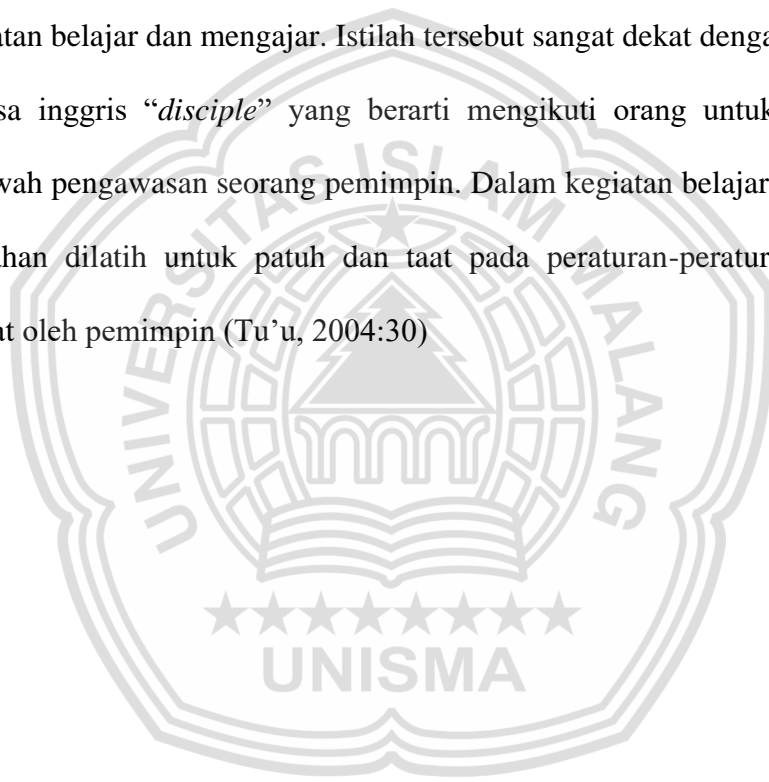 atan belajar dan mengajar. Istilah tersebut sangat dekat denga
sa inggris “disciple” yang berarti mengikuti orang untuk
wah pengawasan seorang pemimpin. Dalam kegiatan belajar
ahan dilatih untuk patuh dan taat pada peraturan-peratur
at oleh pemimpin (Tu’u, 2004:30)
UNIVERSITAS ISLAM MALANG
UNISMA